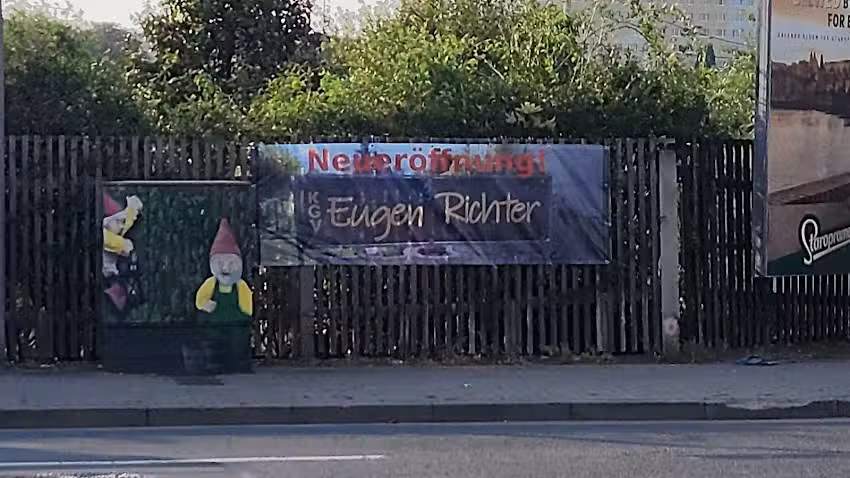 Neueröffnung!
KGV
Eugen Richter
FOR
Staropramen